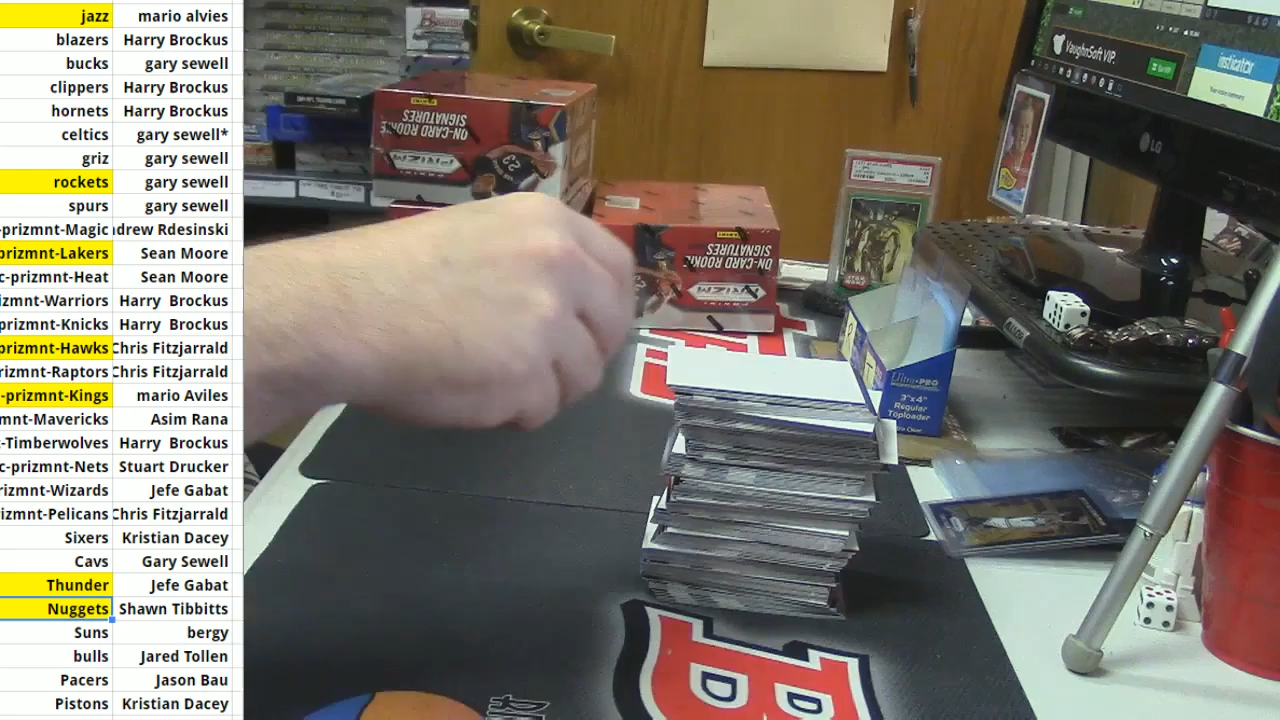 jazz mario alvies
blazers Harry Brockus
bucks gary sewell
clippers Harry Brockus
hornets Harry Brockus
celtics gary sewell*
griz gary sewell
rockets gary sewell
spurs gary sewell
-prizmnt-Magic drew Rdesinski
prizmnt-Lakers Sean Moore
c-prizmnt-Heat Sean Moore
izmnt-Warriors Harry Brockus
prizmnt-Knicks Harry Brockus
prizmnt-Hawks Chris Fitzjarrald
rizmnt-Raptors Chris Fitzjarrald
-prizmnt-Kings mario Aviles
mnt-Mavericks Asim Rana
-Timberwolves Harry Brockus
c-prizmnt-Nets Stuart Drucker
rizmnt-Wizards Jefe Gabat
izmnt-Pelicans Chris Fitzjarrald
Sixers Kristian Dacey
Cavs Gary Sewell
Thunder Jefe Gabat
Nuggets Shawn Tibbitts
Suns bergy
bulls Jared Tollen
Pacers Jason Bau
Pistons Kristian Dacey
ON-CARD ROOKIE
SIGNATURES
PRIZM
ON-CARD ROOKIE
SIGNATURES
PRIZM
PANINI
VaughnSoft VIP.
insticator
LG
Ultra-PRO
3"x4"
Regular
Toploader
B
D
D